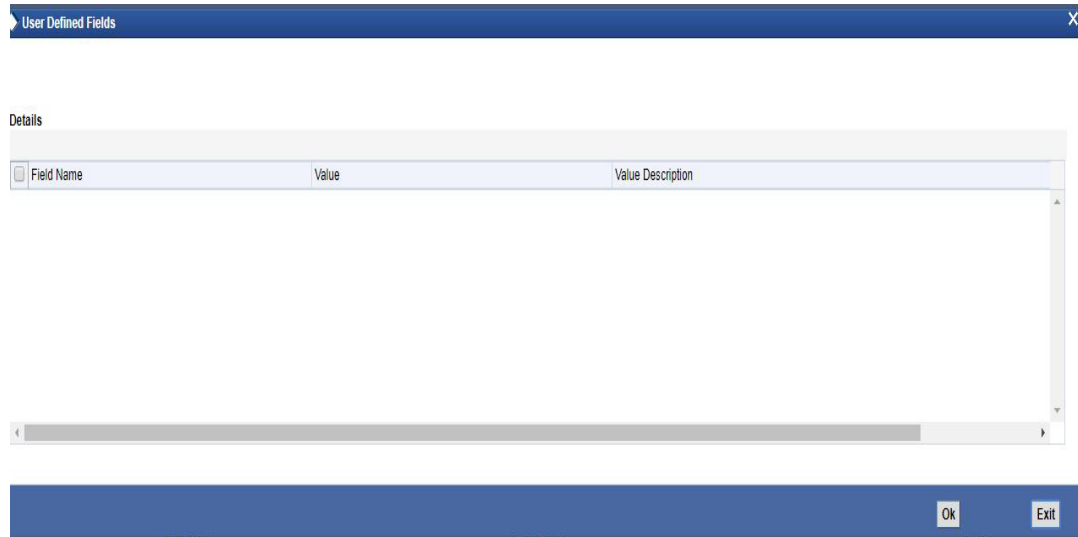 User Defined Fields X
Details
Field Name Value Value Description
Ok Exit